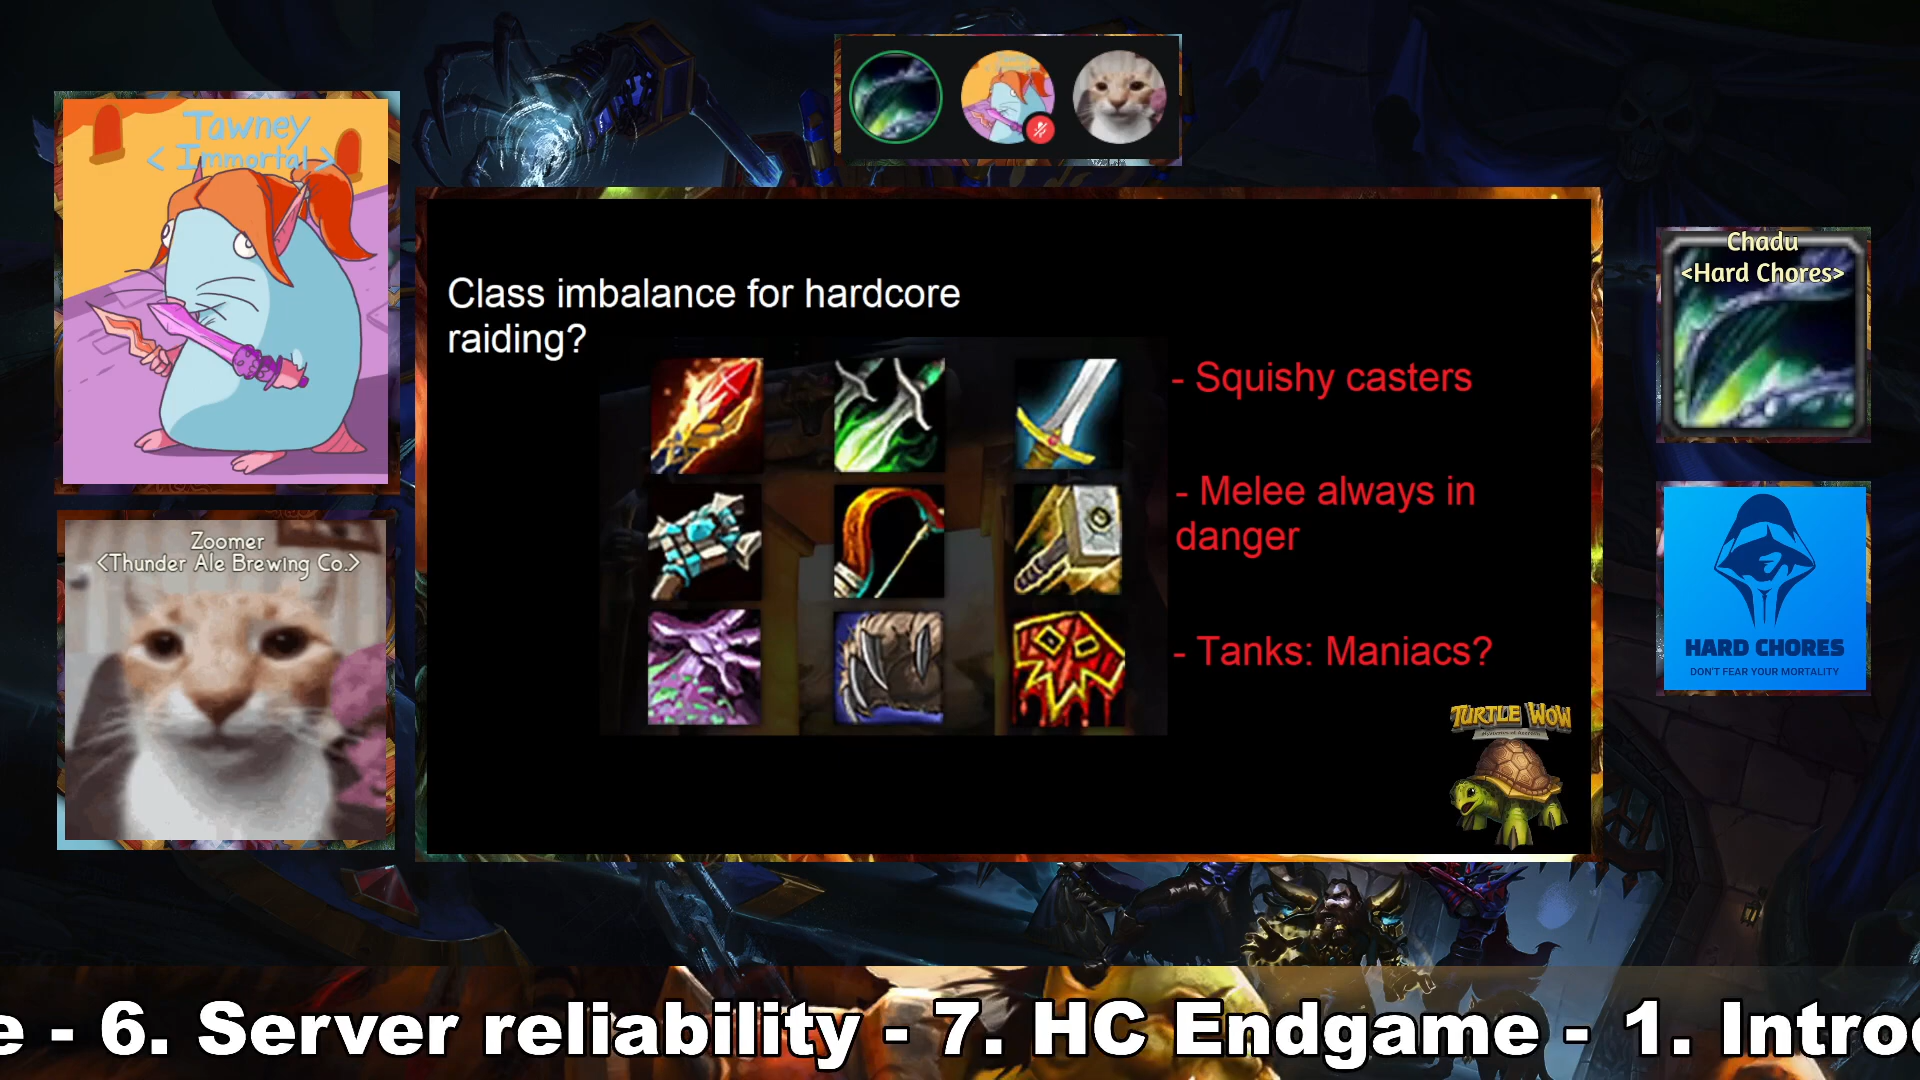 Tawney
< Immortal >
Zoomer
<Thunder Ale Brewing Co.>
Class imbalance for hardcore
raiding?
- Squishy casters
- Melee always in
danger
- Tanks: Maniacs?
TURTLE WOW
Chadu
<Hard Chores>
HARD CHORES
DON'T FEAR YOUR MORTALITY
e - 6. Server reliability - 7. HC Endgame - 1. Introd